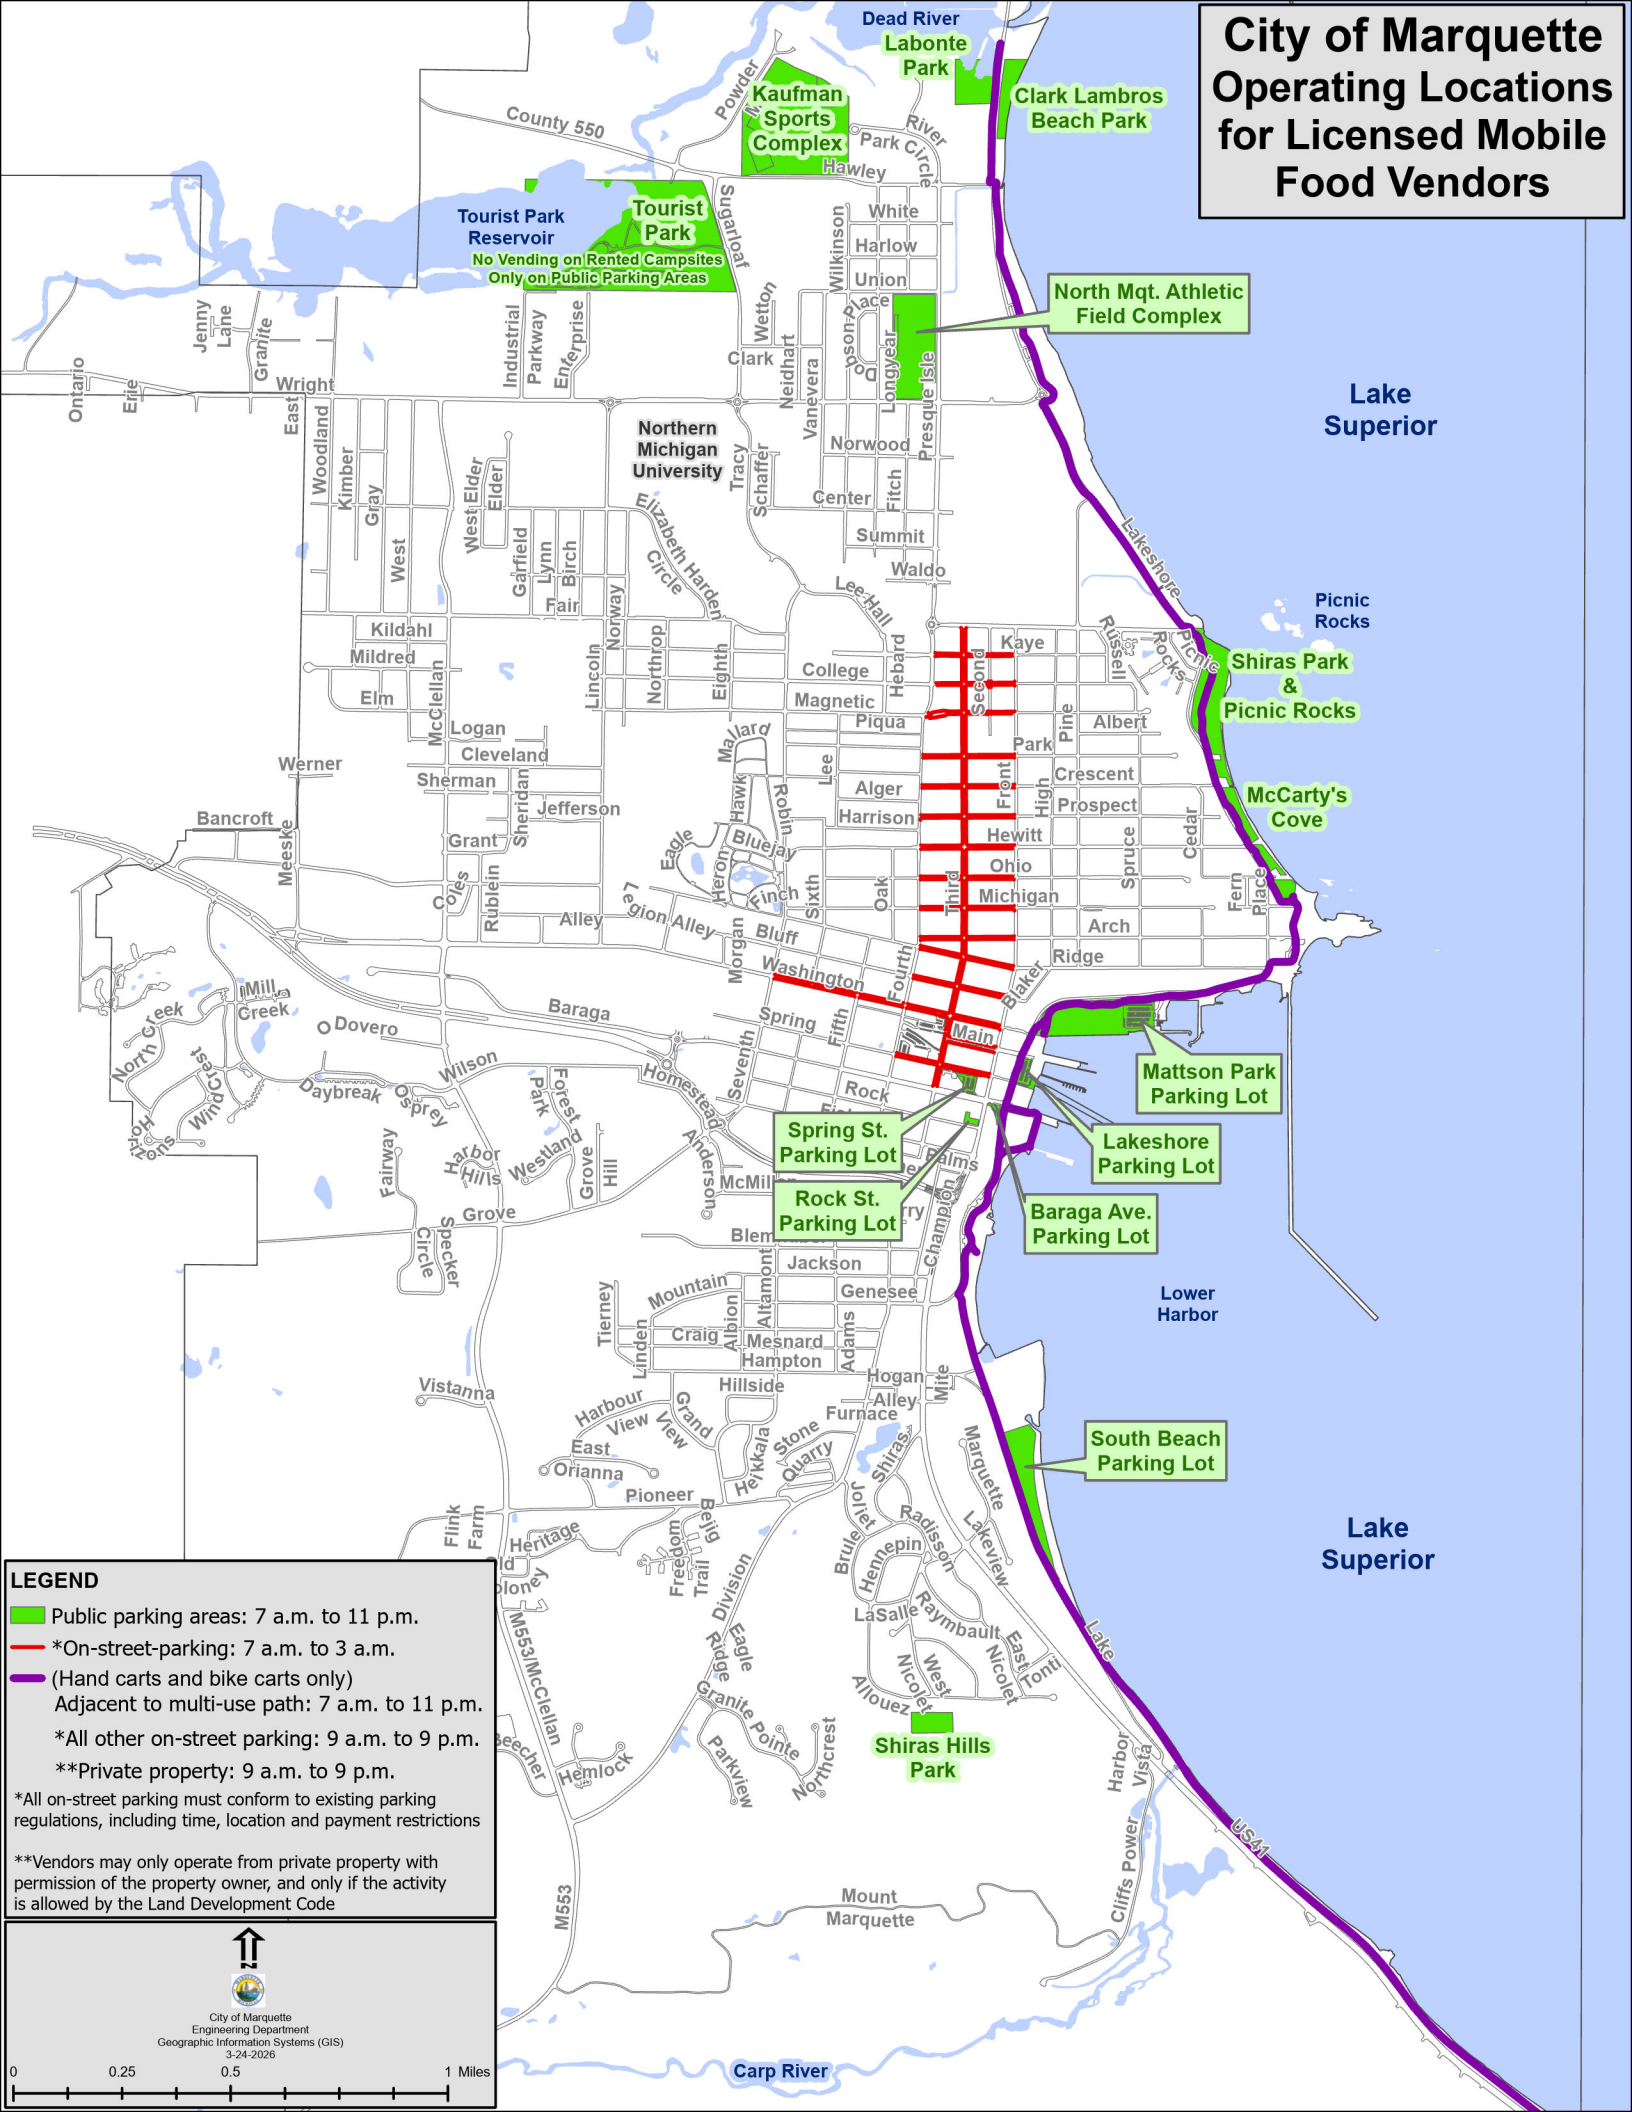 City of Marquette
Operating Locations
for Licensed Mobile
Food Vendors
Dead River
Labonte
Park
Clark Lambros
Beach Park
Kaufman
Sports
Complex
Powder
County 550
River
Park Circle
Hawley
Sugarloaf
Tourist Park
Reservoir
Tourist
Park
No Vending on Rented Campsites
Only on Public Parking Areas
White
Harlow
Union
Wilkinson
Place
North Mqt. Athletic
Field Complex
Jenny
Lane
Granite
Industrial
Parkway
Enterprise
Wetton
Clark
Neidhart
Vanevera
Longyear
Presque Isle
Ontario
Erie
Wright
East
Woodland
Kimber
Gray
West
West Elder
Elder
Northern
Michigan
University
Tracy
Schaffer
Norwood
Center
Fitch
Summit
Waldo
Lake
Superior
Lakeshore
Garfield
Lynn
Birch
Fair
Norway
Elizabeth Harden
Circle
Lee Hall
Picnic
Rocks
Kildahl
Mildred
Elm
McClellan
Lincoln
Northrop
Eighth
College
Magnetic
Piqua
Hebard
Second
Kaye
Russell
Picnic
Rocks
Shiras Park
&
Picnic Rocks
Logan
Cleveland
Sherman
Sheridan
Jefferson
Grant
Werner
Bancroft
Meeske
Mallard
Hawk
Robin
Eagle
Bluejay
Heron
Finch
Lee
Alger
Harrison
Sixth
Oak
Third
Front
Park
Pine
Albert
Crescent
High
Prospect
Hewitt
Ohio
Michigan
Spruce
Cedar
Arch
Fern
Place
Ridge
McCarty's
Cove
Coles
Rublein
Alley
Legion Alley
Morgan
Bluff
Washington
Fourth
Blaker
Baraga
Spring
Fifth
Main
Seventh
Rock
Mill
Creek
North Creek
Dovero
WindCrest
Horizons
Daybreak
Osprey
Wilson
Homestead
Forest
Park
Harbor
Hills
Westland
Grove
Hill
Fairway
Grove
Circle
Specker
Anderson
Palms
Champion
Jackson
Genesee
Altamont
Mattson Park
Parking Lot
Spring St.
Parking Lot
Lakeshore
Parking Lot
Rock St.
Parking Lot
Baraga Ave.
Parking Lot
Lower
Harbor
Tierney
Mountain
Linden
Craig
Albion
Mesnard
Hampton
Adams
Hogan
Mite
Alley
Furnace
Hillside
Vistanna
Harbour
View
Grand
View
East
Orianna
Heikkala
Stone
Quarry
Shiras
Marquette
South Beach
Parking Lot
Pioneer
Flink
Farm
Heritage
Bejig
Freedom
Trail
Division
Joliet
Brule
Hennepin
Radisson
Lakeview
LaSalle
Raymbault
East
Nicolet
West
Nicolet
Tonti
Allouez
Lake
Superior
Lake
Eagle
Ridge
Granite Pointe
Parkview
Northcrest
M553/McClellan
Beecher
Hemlock
Shiras Hills
Park
Harbor
Vista
US41
Cliffs Power
M553
Mount
Marquette
Carp River
LEGEND
Public parking areas: 7 a.m. to 11 p.m.
*On-street-parking: 7 a.m. to 3 a.m.
(Hand carts and bike carts only)
Adjacent to multi-use path: 7 a.m. to 11 p.m.
*All other on-street parking: 9 a.m. to 9 p.m.
**Private property: 9 a.m. to 9 p.m.
*All on-street parking must conform to existing parking
regulations, including time, location and payment restrictions
**Vendors may only operate from private property with
permission of the property owner, and only if the activity
is allowed by the Land Development Code
N
City of Marquette
Engineering Department
Geographic Information Systems (GIS)
3-24-2026
0 0.25 0.5 1 Miles